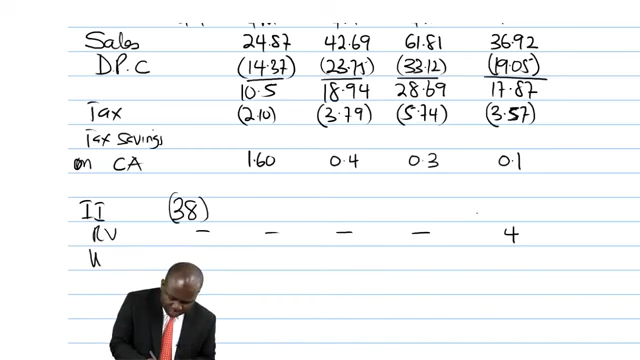 Sales 24.87 42.69 61.81 36.92
D.P.C (14.37) (23.75) (33.12) (19.05)
10.5 18.94 28.69 17.87
Tax (2.10) (3.79) (5.74) (3.57)
Tax Savings
on CA 1.60 0.4 0.3 0.1
II (38)
RV - - - - 4
W